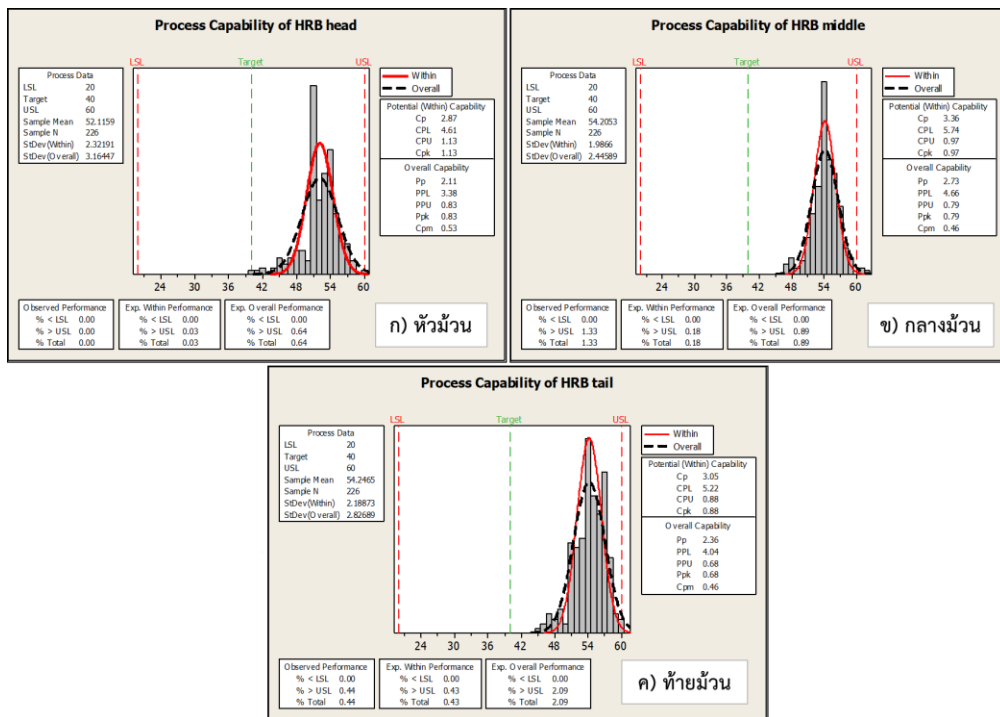 Process Capability of HRB head
LSL Target USL
Process Data
LSL 20
Target 40
USL 60
Sample Mean 52.1159
Sample N 226
StDev(Within) 2.32191
StDev(Overall) 3.16447
Within
Overall
Potential (Within) Capability
Cp 2.87
CPL 4.61
CPU 1.13
Cpk 1.13
Overall Capability
Pp 2.11
PPL 3.38
PPU 0.83
Ppk 0.83
Cpm 0.53
24 30 36 42 48 54 60
Observed Performance
% < LSL 0.00
% > USL 0.00
% Total 0.00
Exp. Within Performance
% < LSL 0.00
% > USL 0.03
% Total 0.03
Exp. Overall Performance
% < LSL 0.00
% > USL 0.64
% Total 0.64
ก) หัวม้วน
Process Capability of HRB middle
LSL Target USL
Process Data
LSL 20
Target 40
USL 60
Sample Mean 54.2053
Sample N 226
StDev(Within) 1.9866
StDev(Overall) 2.44589
Within
Overall
Potential (Within) Capability
Cp 3.36
CPL 5.74
CPU 0.97
Cpk 0.97
Overall Capability
Pp 2.73
PPL 4.66
PPU 0.79
Ppk 0.79
Cpm 0.46
24 30 36 42 48 54 60
Observed Performance
% < LSL 0.00
% > USL 1.33
% Total 1.33
Exp. Within Performance
% < LSL 0.00
% > USL 0.18
% Total 0.18
Exp. Overall Performance
% < LSL 0.00
% > USL 0.89
% Total 0.89
ข) กลางม้วน
Process Capability of HRB tail
LSL Target USL
Process Data
LSL 20
Target 40
USL 60
Sample Mean 54.2465
Sample N 226
StDev(Within) 2.18873
StDev(Overall) 2.82689
Within
Overall
Potential (Within) Capability
Cp 3.05
CPL 5.22
CPU 0.88
Cpk 0.88
Overall Capability
Pp 2.36
PPL 4.04
PPU 0.68
Ppk 0.68
Cpm 0.46
24 30 36 42 48 54 60
Observed Performance
% < LSL 0.00
% > USL 0.44
% Total 0.44
Exp. Within Performance
% < LSL 0.00
% > USL 0.43
% Total 0.43
Exp. Overall Performance
% < LSL 0.00
% > USL 2.09
% Total 2.09
ค) ท้ายม้วน